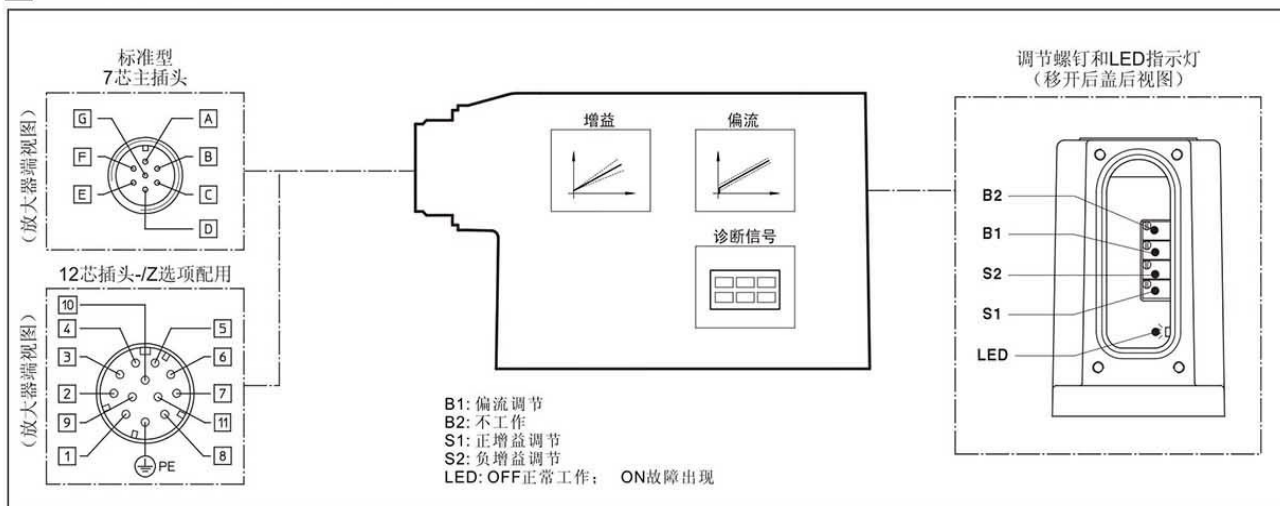 标准型
7芯主插头
(放大器端视图)
G
A
F
B
E
C
D
12芯插头-/Z选项配用
(放大器端视图)
10
4
5
3
6
2
7
9
11
1
8
PE
增益
偏流
诊断信号
B1: 偏流调节
B2: 不工作
S1: 正增益调节
S2: 负增益调节
LED: OFF正常工作； ON故障出现
调节螺钉和LED指示灯
(移开后盖后视图)
B2
B1
S2
S1
LED